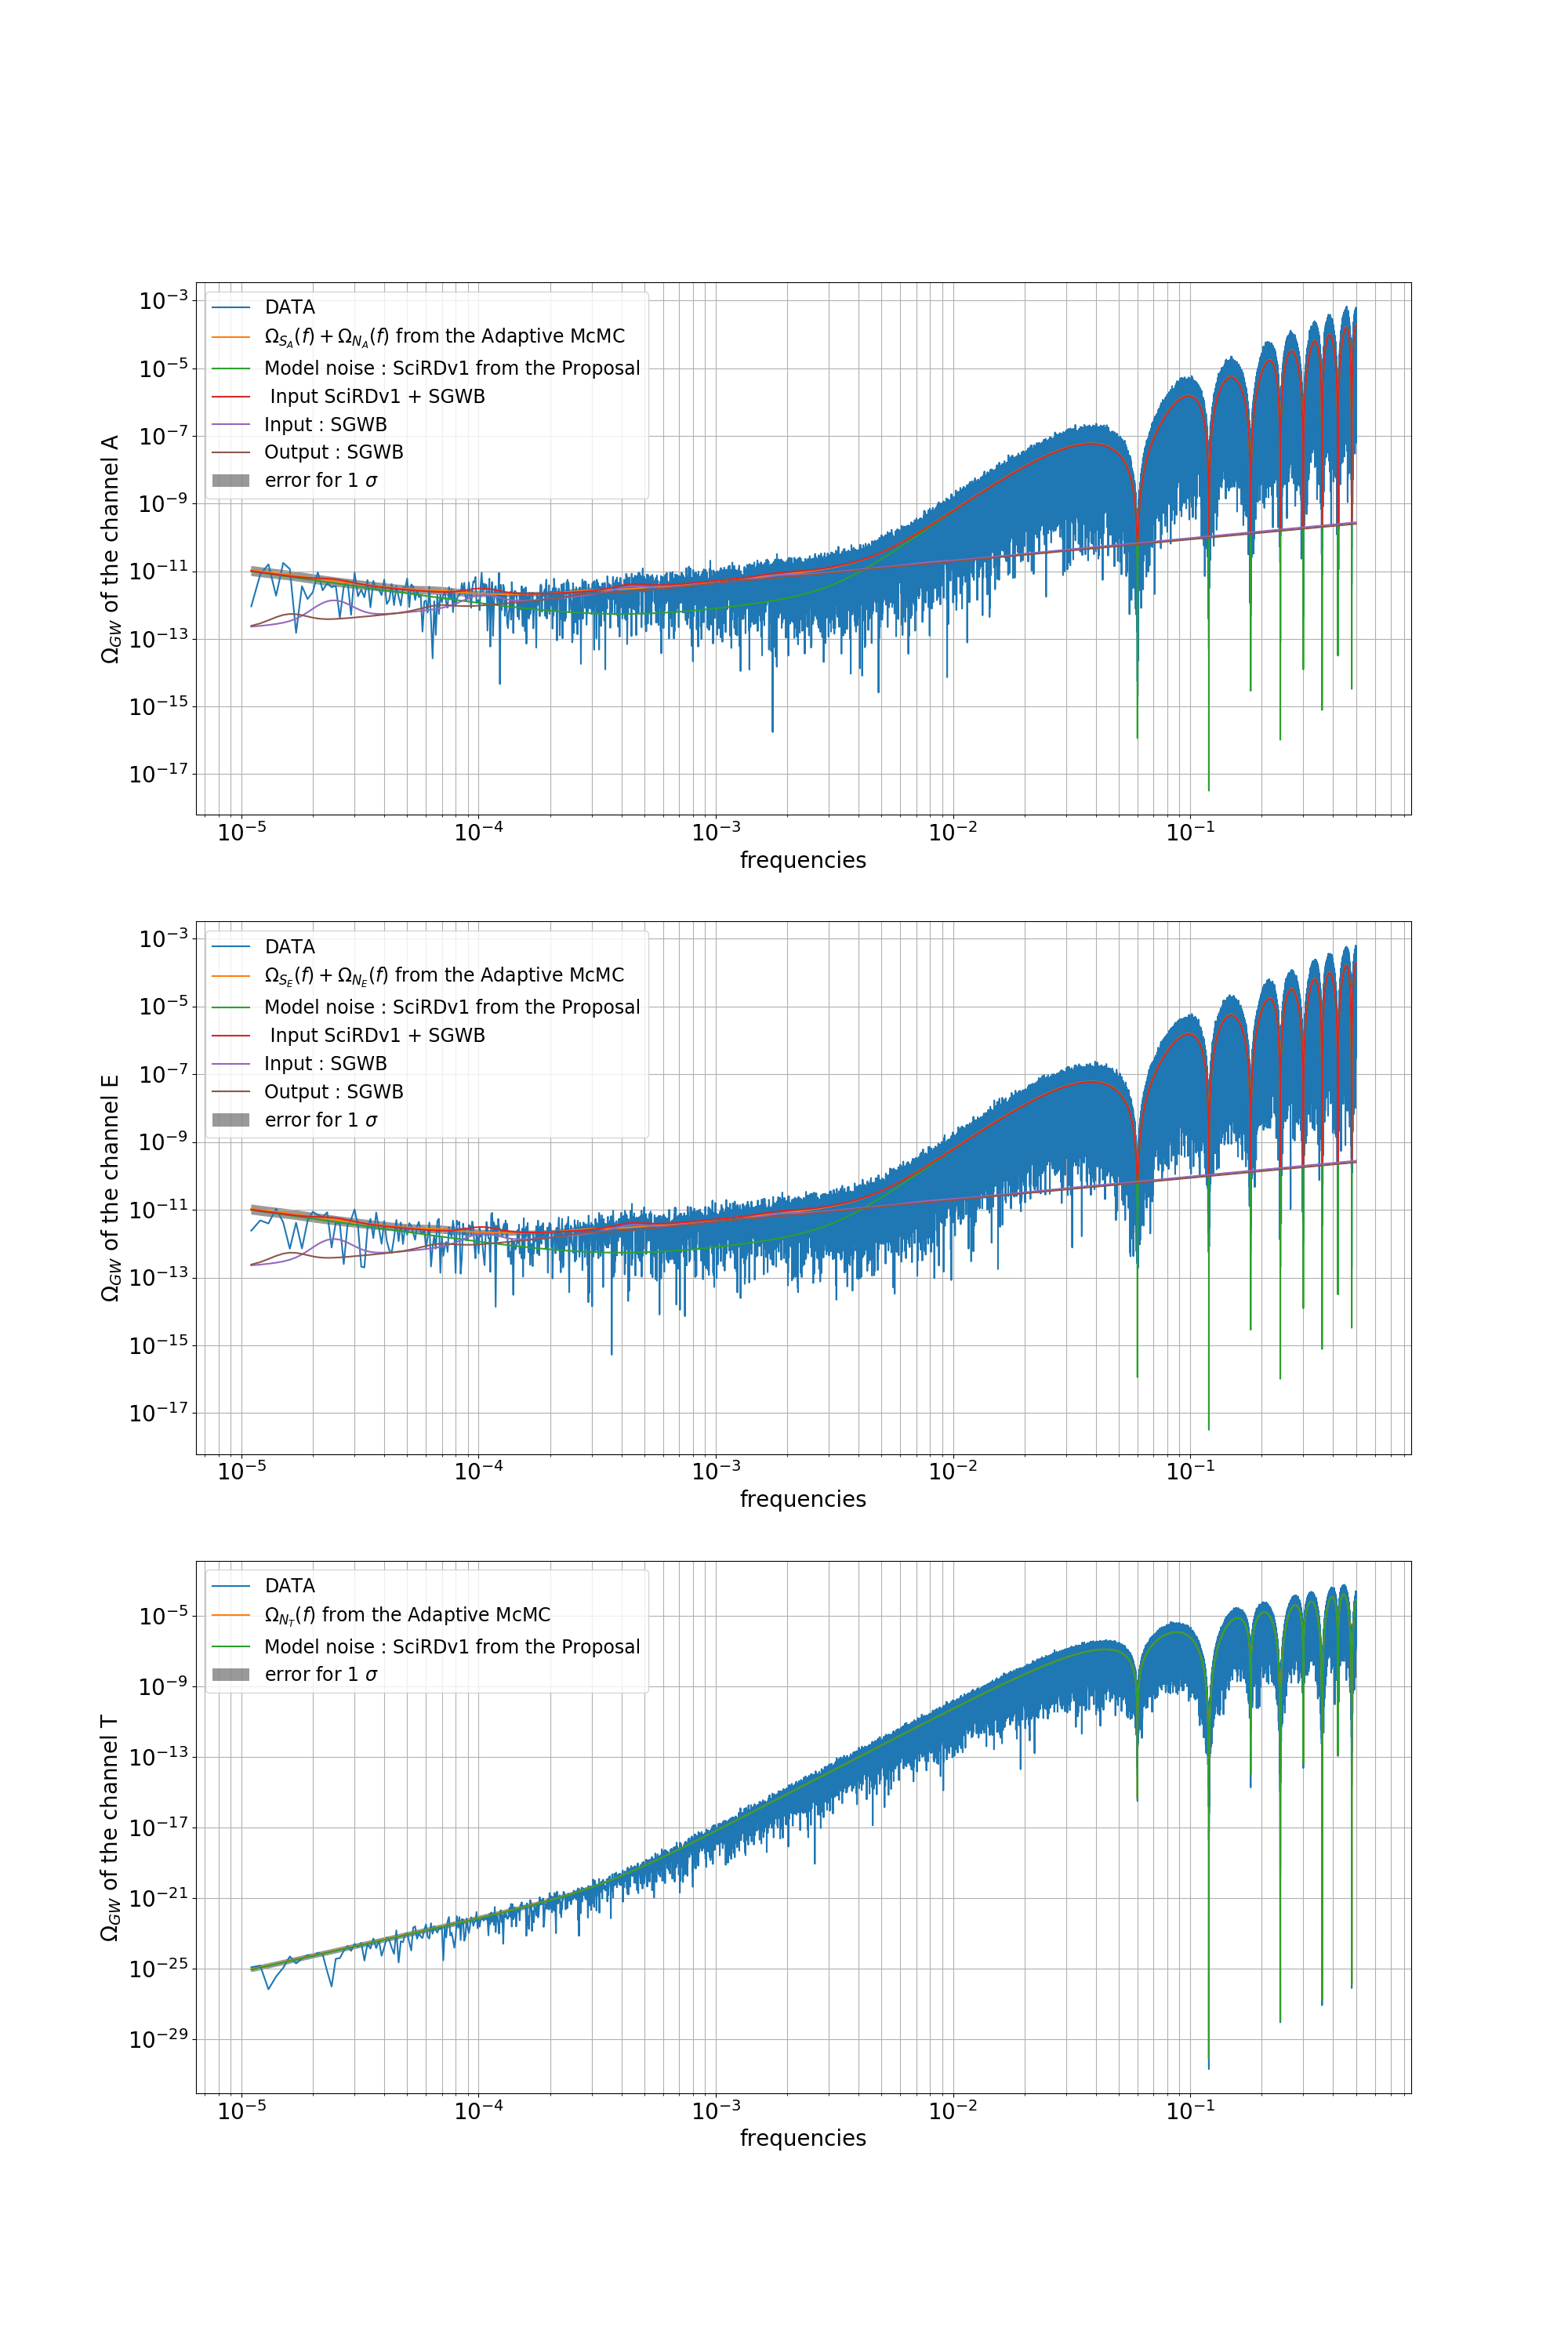 DATA
Ω_{S_A}(f) + Ω_{N_A}(f) from the Adaptive McMC
Model noise : SciRDv1 from the Proposal
Input SciRDv1 + SGWB
Input : SGWB
Output : SGWB
error for 1 σ
Ω_{GW} of the channel A
10^{-3}
10^{-5}
10^{-7}
10^{-9}
10^{-11}
10^{-13}
10^{-15}
10^{-17}
10^{-5} 10^{-4} 10^{-3} 10^{-2} 10^{-1}
frequencies
DATA
Ω_{S_E}(f) + Ω_{N_E}(f) from the Adaptive McMC
Model noise : SciRDv1 from the Proposal
Input SciRDv1 + SGWB
Input : SGWB
Output : SGWB
error for 1 σ
Ω_{GW} of the channel E
10^{-3}
10^{-5}
10^{-7}
10^{-9}
10^{-11}
10^{-13}
10^{-15}
10^{-17}
10^{-5} 10^{-4} 10^{-3} 10^{-2} 10^{-1}
frequencies
DATA
Ω_{N_T}(f) from the Adaptive McMC
Model noise : SciRDv1 from the Proposal
error for 1 σ
Ω_{GW} of the channel T
10^{-5}
10^{-9}
10^{-13}
10^{-17}
10^{-21}
10^{-25}
10^{-29}
10^{-5} 10^{-4} 10^{-3} 10^{-2} 10^{-1}
frequencies